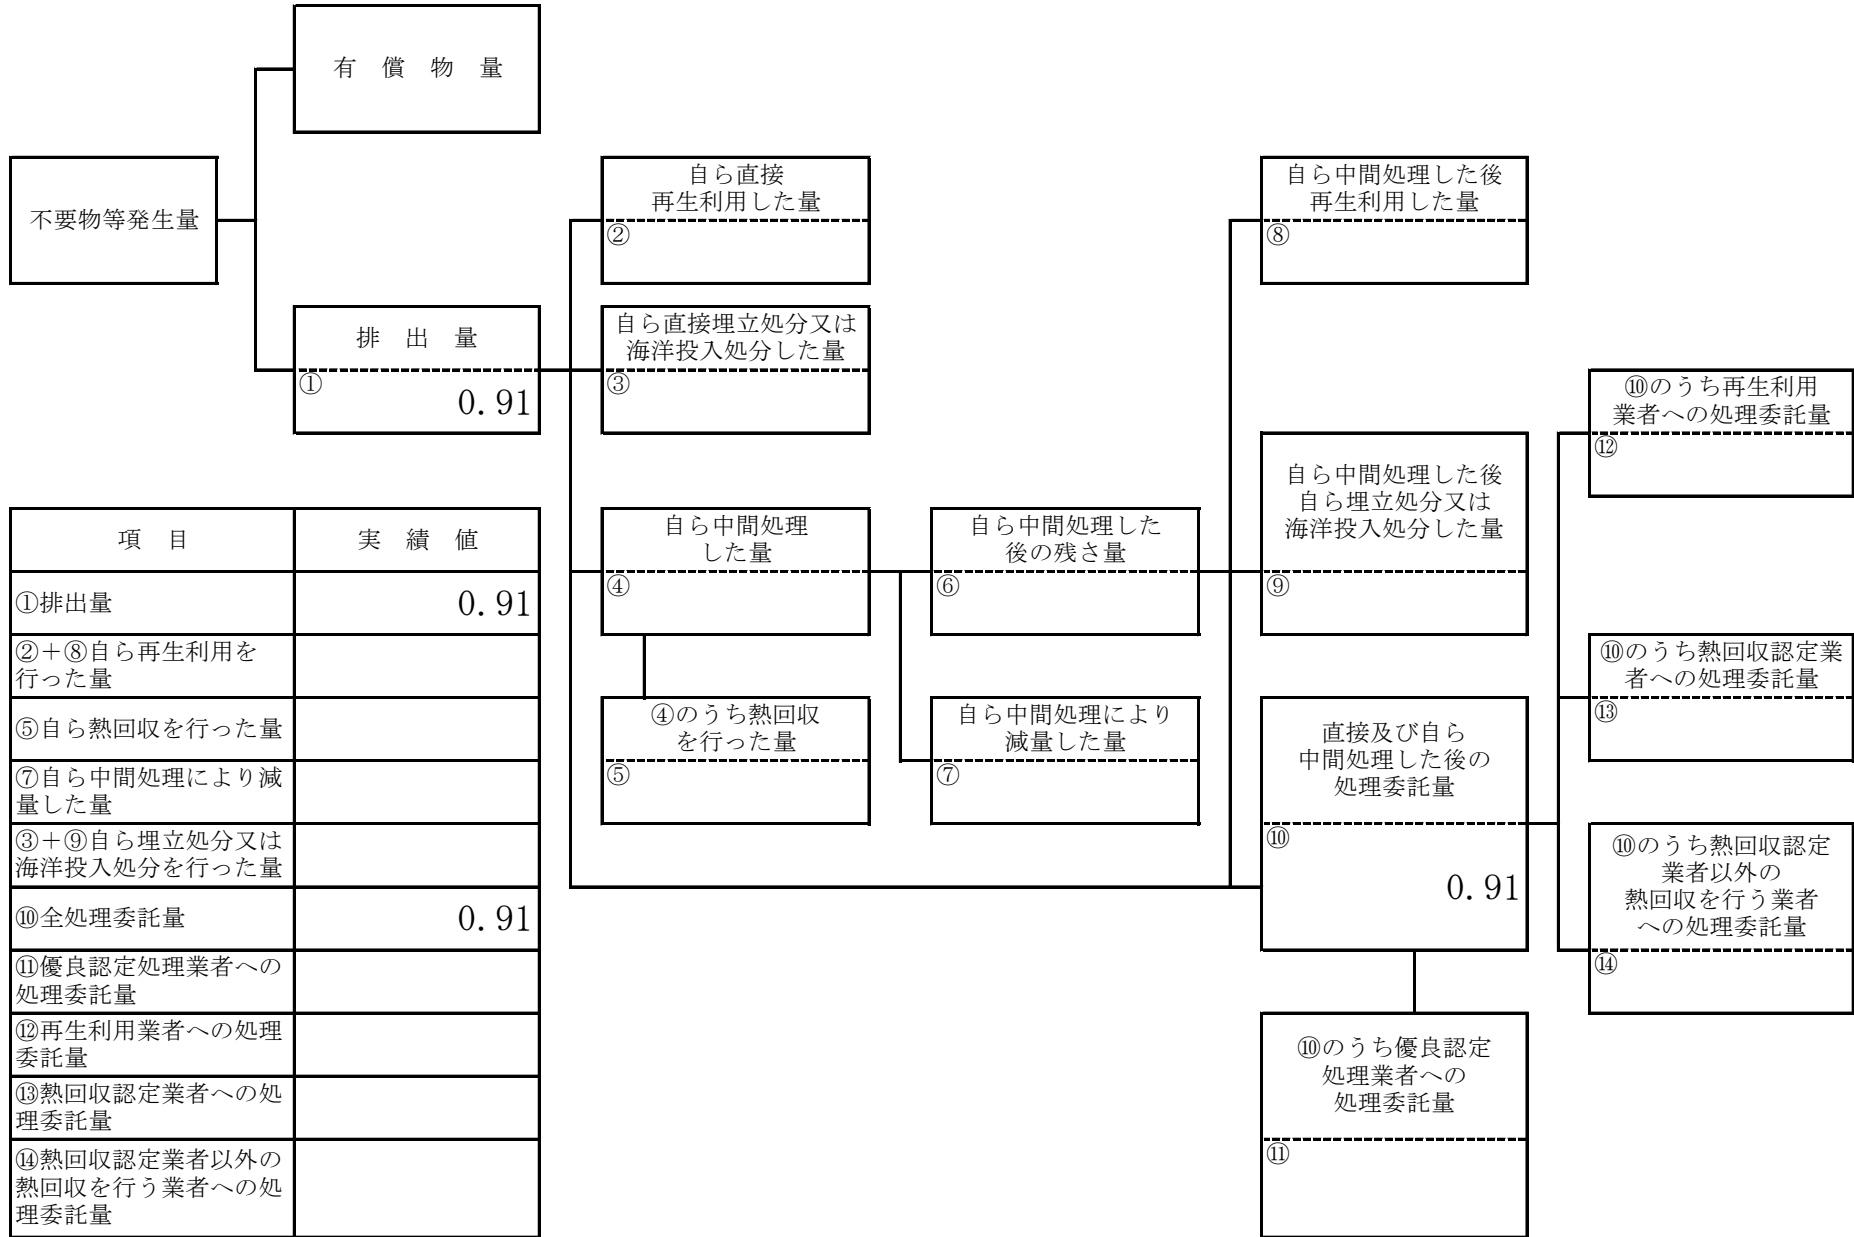 有　償　物　量
不要物等発生量
排　出　量
①
0.91
自ら直接
再生利用した量
②
自ら直接埋立処分又は
海洋投入処分した量
③
自ら中間処理
した量
④
④のうち熱回収
を行った量
⑤
自ら中間処理した
後の残さ量
⑥
自ら中間処理により
減量した量
⑦
自ら中間処理した後
再生利用した量
⑧
自ら中間処理した後
自ら埋立処分又は
海洋投入処分した量
⑨
直接及び自ら
中間処理した後の
処理委託量
⑩
0.91
⑩のうち優良認定
処理業者への
処理委託量
⑪
⑩のうち再生利用
業者への処理委託量
⑫
⑩のうち熱回収認定業
者への処理委託量
⑬
⑩のうち熱回収認定
業者以外の
熱回収を行う業者
への処理委託量
⑭
項　目　実　績　値
①排出量　0.91
②＋⑧自ら再生利用を
行った量
⑤自ら熱回収を行った量
⑦自ら中間処理により減
量した量
③＋⑨自ら埋立処分又は
海洋投入処分を行った量
⑩全処理委託量　0.91
⑪優良認定処理業者への
処理委託量
⑫再生利用業者への処理
委託量
⑬熱回収認定業者への処
理委託量
⑭熱回収認定業者以外の
熱回収を行う業者への処
理委託量